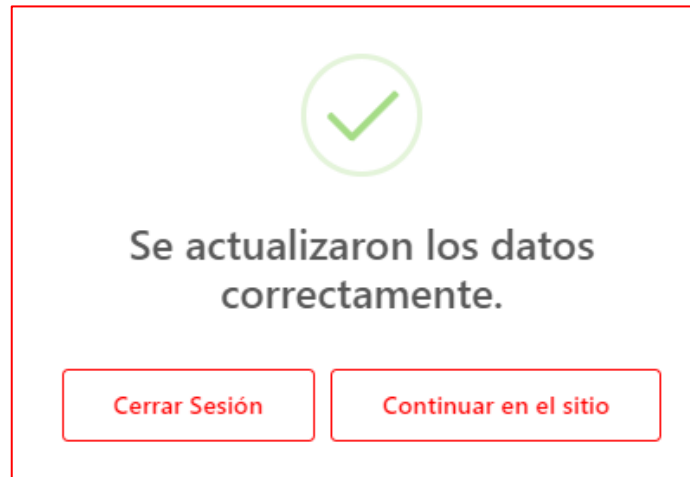 Se actualizaron los datos
correctamente.
Cerrar Sesión
Continuar en el sitio